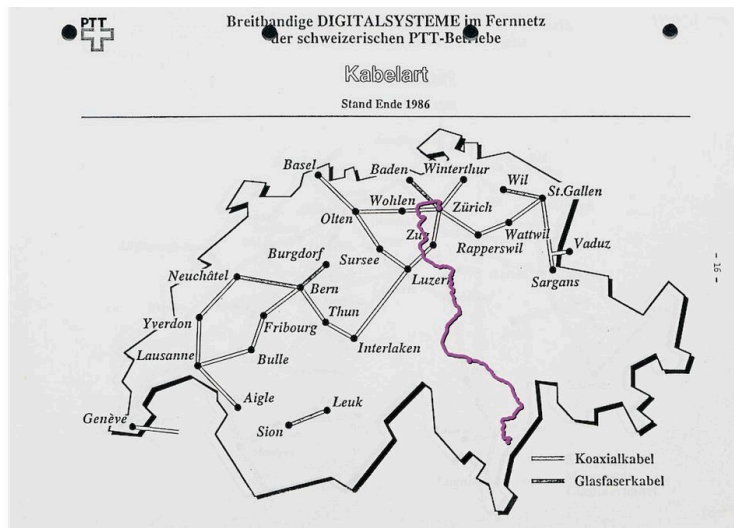 PTT
Breitbandige DIGITALSYSTEME im Fernnetz
der schweizerischen PTT-Betriebe
Kabelart
Stand Ende 1986
Basel
Baden
Winterthur
Wil
St.Gallen
Wohlen
Zürich
Olten
Wattwil
Zug
Rapperswil
Vaduz
Sursee
Burgdorf
Luzern
Sargans
Neuchâtel
Bern
Thun
Yverdon
Fribourg
Interlaken
Lausanne
Bulle
Aigle
Leuk
Genève
Sion
Koaxialkabel
Glasfaserkabel
- 16 -